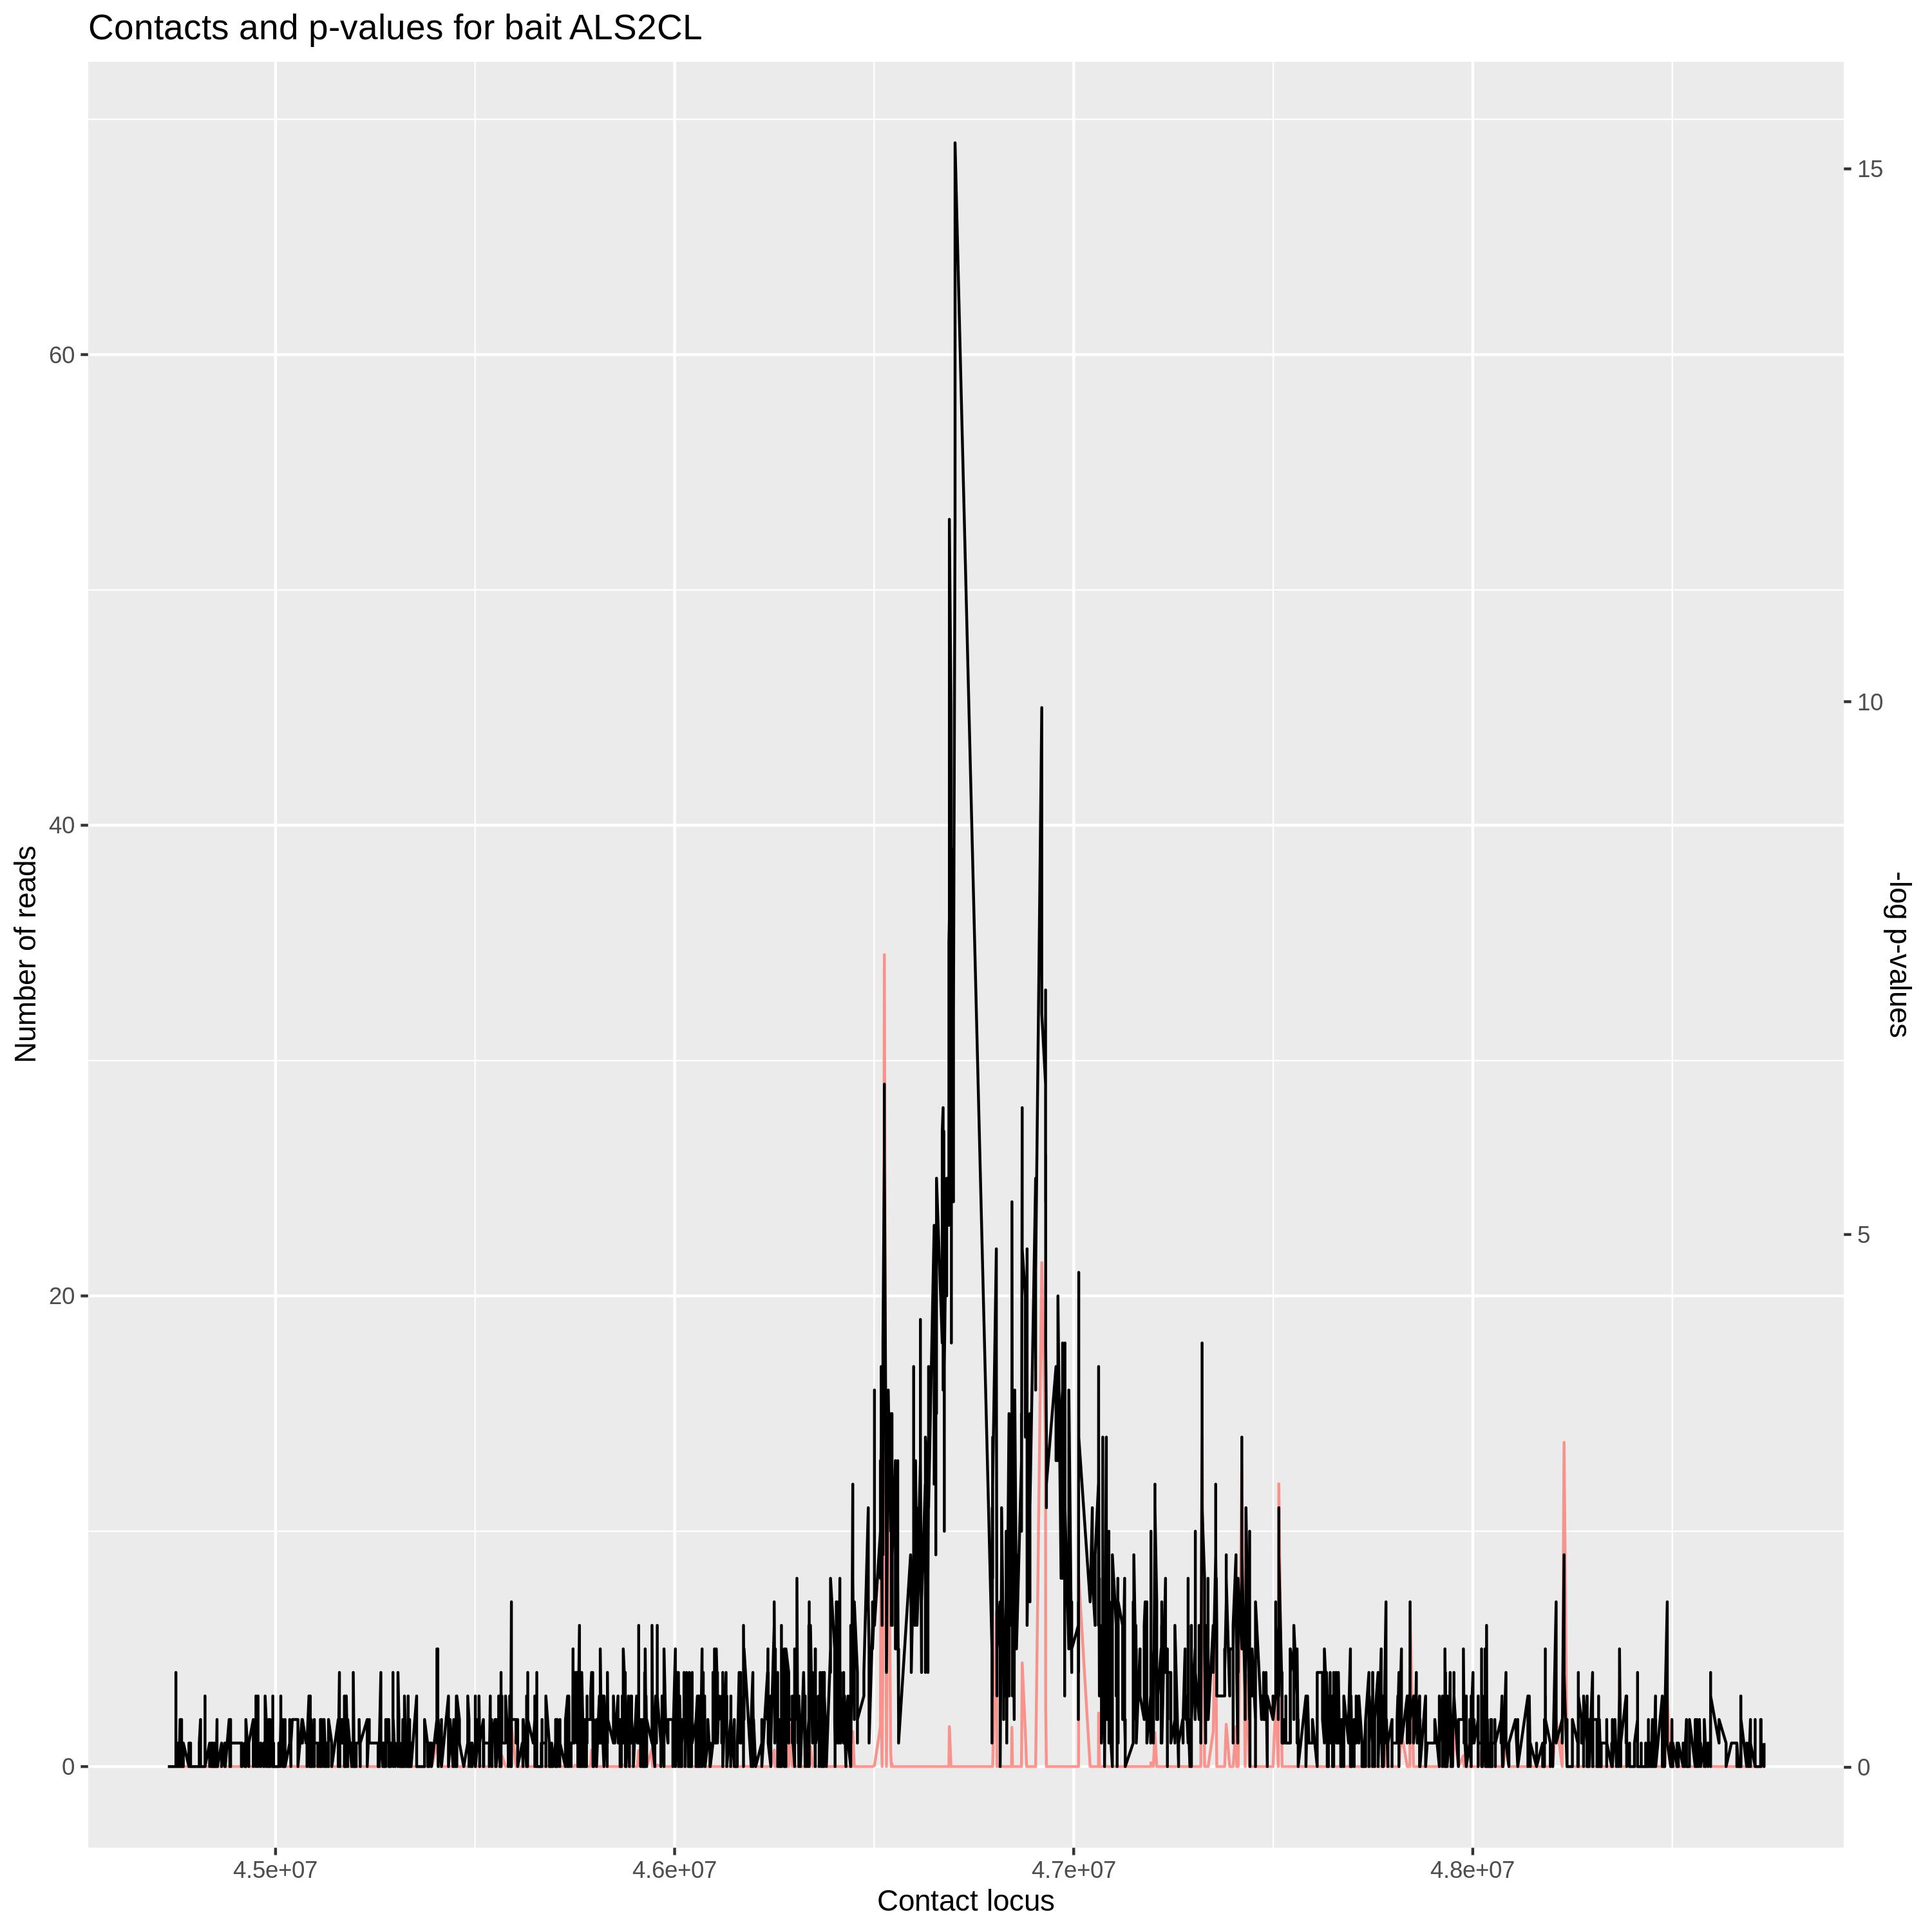 Contacts and p-values for bait ALS2CL
Number of reads
60
40
20
0
15
10
5
0
-log p-values
4.5e+07 4.6e+07 4.7e+07 4.8e+07
Contact locus